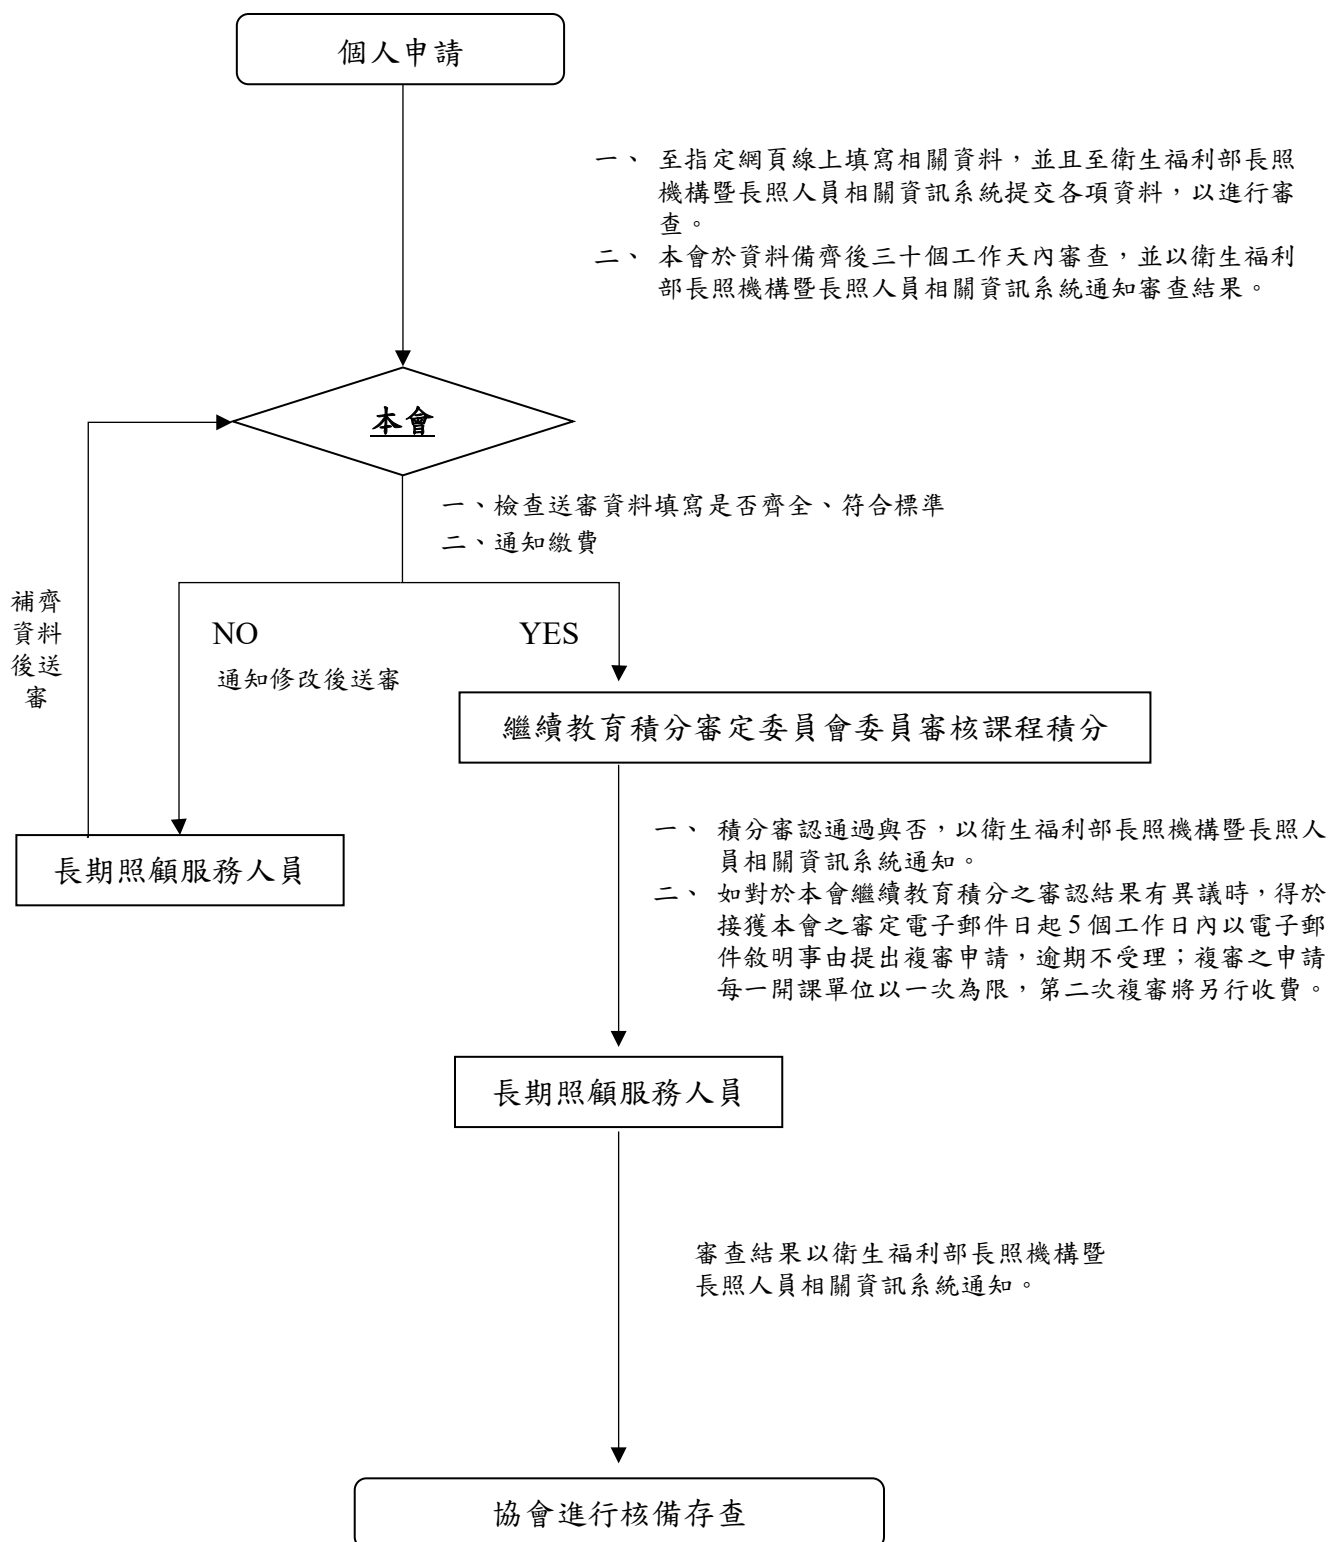 個人申請
一、 至指定網頁線上填寫相關資料，並且至衛生福利部長照
機構暨長照人員相關資訊系統提交各項資料，以進行審
查。
二、 本會於資料備齊後三十個工作天內審查，並以衛生福利
部長照機構暨長照人員相關資訊系統通知審查結果。
本會
一、檢查送審資料填寫是否齊全、符合標準
二、通知繳費
補齊
資料
後送
審
NO
YES
通知修改後送審
繼續教育積分審定委員會委員審核課程積分
長期照顧服務人員
一、 積分審認通過與否，以衛生福利部長照機構暨長照人
員相關資訊系統通知。
二、 如對於本會繼續教育積分之審認結果有異議時，得於
接獲本會之審定電子郵件日起 5 個工作日內以電子郵
件敘明事由提出複審申請，逾期不受理；複審之申請
每一開課單位以一次為限，第二次複審將另行收費。
長期照顧服務人員
審查結果以衛生福利部長照機構暨
長照人員相關資訊系統通知。
協會進行核備存查